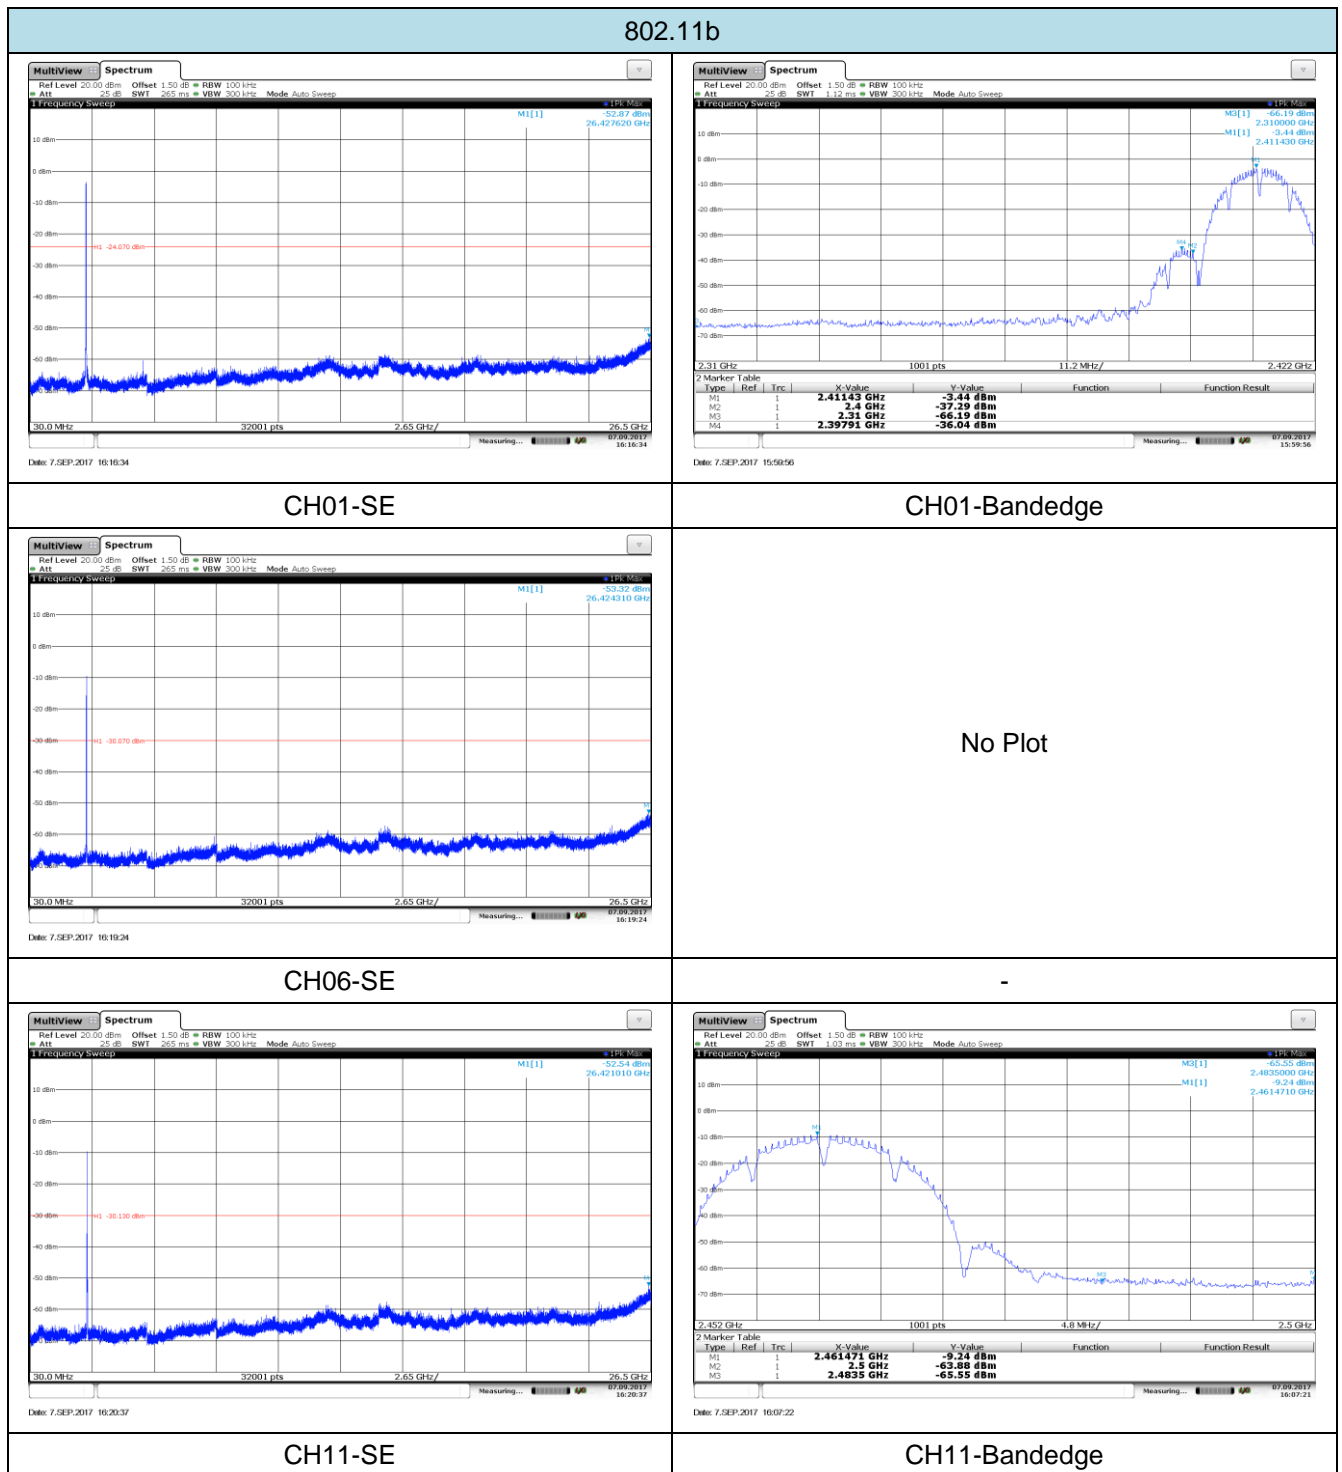 802.11b
MultiView Spectrum
Ref Level 20.00 dBm Offset 1.50 dB RBW 100 kHz
Att 25 dB SWT 265 ms VBW 300 kHz Mode Auto Sweep
1 Frequency Sweep 1Pk Max
M1[1] -52.87 dBm
26.427620 GHz
10 dBm
0 dBm
-10 dBm
-20 dBm
H1 -24.070 dBm
-30 dBm
-40 dBm
-50 dBm
-60 dBm
30.0 MHz 32001 pts 2.65 GHz/ 26.5 GHz
Measuring... 07.09.2017
16:16:34
Date: 7.SEP.2017 16:16:34
CH01-SE
MultiView Spectrum
Ref Level 20.00 dBm Offset 1.50 dB RBW 100 kHz
Att 25 dB SWT 1.12 ms VBW 300 kHz Mode Auto Sweep
1 Frequency Sweep 1Pk Max
M3[1] -66.19 dBm
2.310000 GHz
M1[1] -3.44 dBm
2.411430 GHz
10 dBm
0 dBm
M1
-10 dBm
-20 dBm
-30 dBm
M4 M2
-40 dBm
-50 dBm
-60 dBm
-70 dBm
2.31 GHz 1001 pts 11.2 MHz/ 2.422 GHz
2 Marker Table
Type Ref Trc X-Value Y-Value Function Function Result
M1 1 2.41143 GHz -3.44 dBm
M2 1 2.4 GHz -37.29 dBm
M3 1 2.31 GHz -66.19 dBm
M4 1 2.39791 GHz -36.04 dBm
Measuring... 07.09.2017
15:59:56
Date: 7.SEP.2017 15:59:56
CH01-Bandedge
MultiView Spectrum
Ref Level 20.00 dBm Offset 1.50 dB RBW 100 kHz
Att 25 dB SWT 265 ms VBW 300 kHz Mode Auto Sweep
1 Frequency Sweep 1Pk Max
M1[1] -53.32 dBm
26.424310 GHz
10 dBm
0 dBm
-10 dBm
-20 dBm
-30 dBm H1 -30.070 dBm
-40 dBm
-50 dBm
-60 dBm
30.0 MHz 32001 pts 2.65 GHz/ 26.5 GHz
Measuring... 07.09.2017
16:19:24
Date: 7.SEP.2017 16:19:24
CH06-SE
No Plot
-
MultiView Spectrum
Ref Level 20.00 dBm Offset 1.50 dB RBW 100 kHz
Att 25 dB SWT 265 ms VBW 300 kHz Mode Auto Sweep
1 Frequency Sweep 1Pk Max
M1[1] -52.54 dBm
26.421010 GHz
10 dBm
0 dBm
-10 dBm
-20 dBm
-30 dBm H1 -30.130 dBm
-40 dBm
-50 dBm
-60 dBm
30.0 MHz 32001 pts 2.65 GHz/ 26.5 GHz
Measuring... 07.09.2017
16:20:37
Date: 7.SEP.2017 16:20:37
CH11-SE
MultiView Spectrum
Ref Level 20.00 dBm Offset 1.50 dB RBW 100 kHz
Att 25 dB SWT 1.03 ms VBW 300 kHz Mode Auto Sweep
1 Frequency Sweep 1Pk Max
M3[1] -65.55 dBm
2.4835000 GHz
M1[1] -9.24 dBm
2.4614710 GHz
10 dBm
0 dBm
M1
-10 dBm
-20 dBm
-30 dBm
-40 dBm
-50 dBm
-60 dBm
M3
-70 dBm
2.452 GHz 1001 pts 4.8 MHz/ 2.5 GHz
2 Marker Table
Type Ref Trc X-Value Y-Value Function Function Result
M1 1 2.461471 GHz -9.24 dBm
M2 1 2.5 GHz -63.88 dBm
M3 1 2.4835 GHz -65.55 dBm
Measuring... 07.09.2017
16:07:21
Date: 7.SEP.2017 16:07:22
CH11-Bandedge